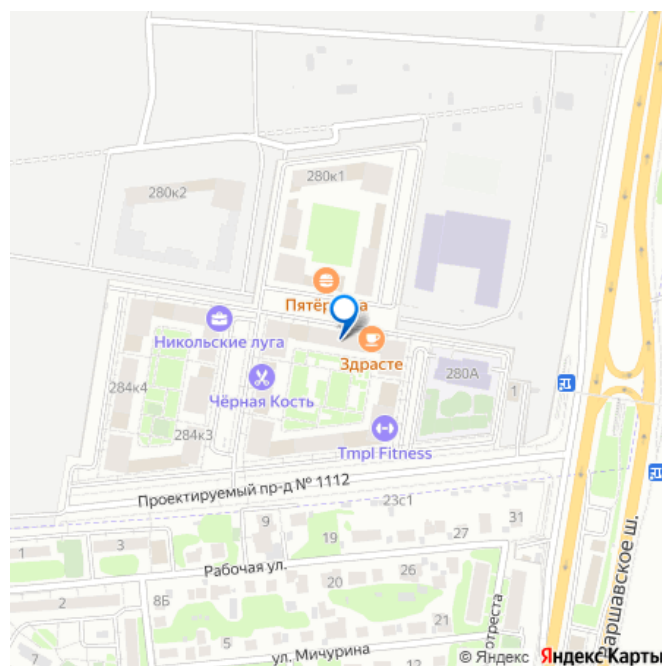 280к1
280к2
Пятёр
а
Никольские луга
Здрасте
280А
1
284к4
Чёрная Кость
284к3
Tmpl Fitness
Проектируемый пр-д № 1112
23с1
31
9
19
27
1
3
Рабочая ул.
26
20
2
8Б
5
21
ул. Мичурина
отреста
аршавское ш.
© Яндекс Яндекс Карты